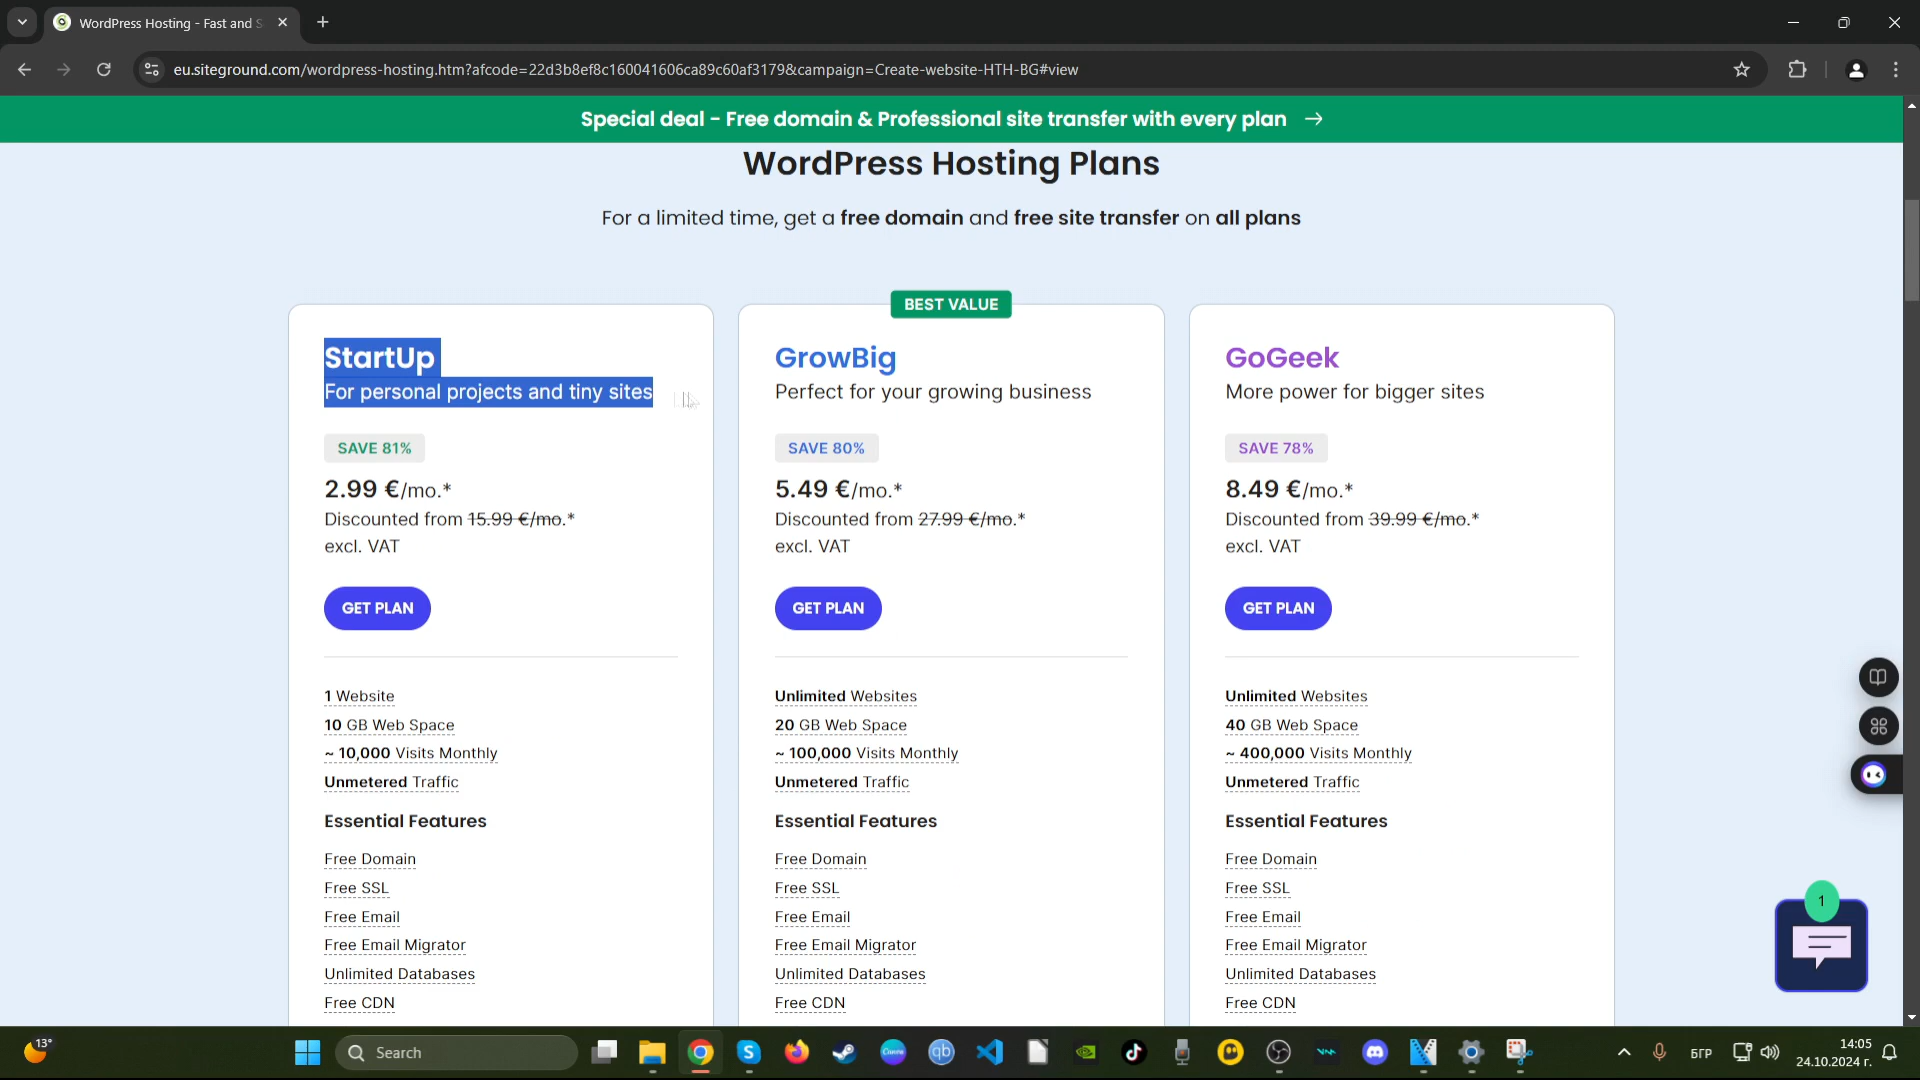 WordPress Hosting - Fast and S
eu.siteground.com/wordpress-hosting.htm?afcode=22d3b8ef8c160041606ca89c60af3179&campaign=Create-website-HTH-BG#view
Special deal - Free domain & Professional site transfer with every plan →
WordPress Hosting Plans
For a limited time, get a free domain and free site transfer on all plans
StartUp
For personal projects and tiny sites
SAVE 81%
2.99 €/mo.*
Discounted from 15.99 €/mo.*
excl. VAT
GET PLAN
1 Website
10 GB Web Space
~ 10,000 Visits Monthly
Unmetered Traffic
Essential Features
Free Domain
Free SSL
Free Email
Free Email Migrator
Unlimited Databases
Free CDN
BEST VALUE
GrowBig
Perfect for your growing business
SAVE 80%
5.49 €/mo.*
Discounted from 27.99 €/mo.*
excl. VAT
GET PLAN
Unlimited Websites
20 GB Web Space
~ 100,000 Visits Monthly
Unmetered Traffic
Essential Features
Free Domain
Free SSL
Free Email
Free Email Migrator
Unlimited Databases
Free CDN
GoGeek
More power for bigger sites
SAVE 78%
8.49 €/mo.*
Discounted from 39.99 €/mo.*
excl. VAT
GET PLAN
Unlimited Websites
40 GB Web Space
~ 400,000 Visits Monthly
Unmetered Traffic
Essential Features
Free Domain
Free SSL
Free Email
Free Email Migrator
Unlimited Databases
Free CDN
1
13°
Search
Canva
qb
БГР
14:05
24.10.2024 г.